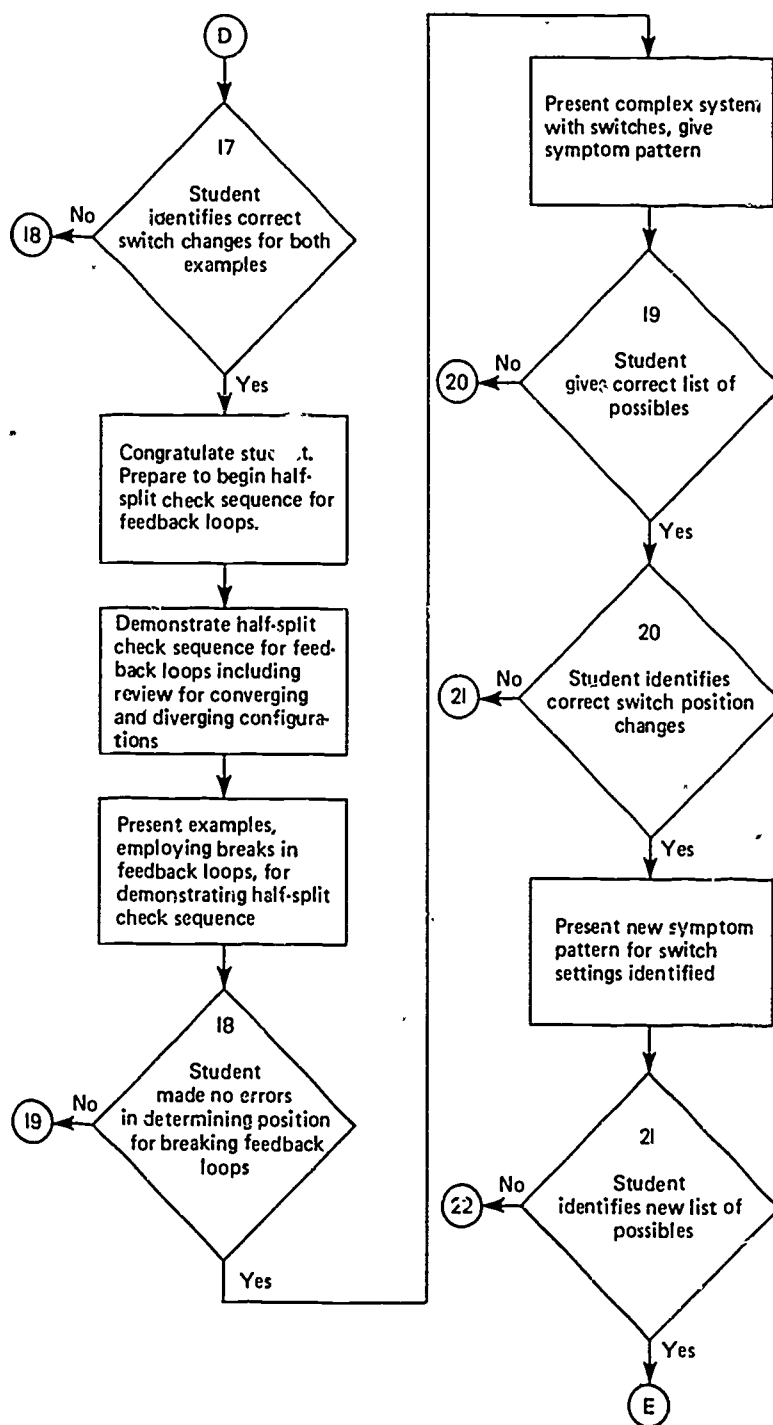 D
17
Student
identifies correct
switch changes for both
examples
No
18
Yes
Congratulate stuc .t.
Prepare to begin half-
split check sequence for
feedback loops.
Demonstrate half-split
check sequence for feed-
back loops including
review for converging
and diverging configura-
tions
Present examples,
employing breaks in
feedback loops, for
demonstrating half-split
check sequence
18
Student
made no errors
in determining position
for breaking feedback
loops
No
19
Yes
Present complex system
with switches, give
symptom pattern
19
Student
gives correct list of
possibles
No
20
Yes
20
Student identifies
correct switch position
changes
No
21
Yes
Present new symptom
pattern for switch
settings identified
21
Student
identifies new list of
possibles
No
22
Yes
E